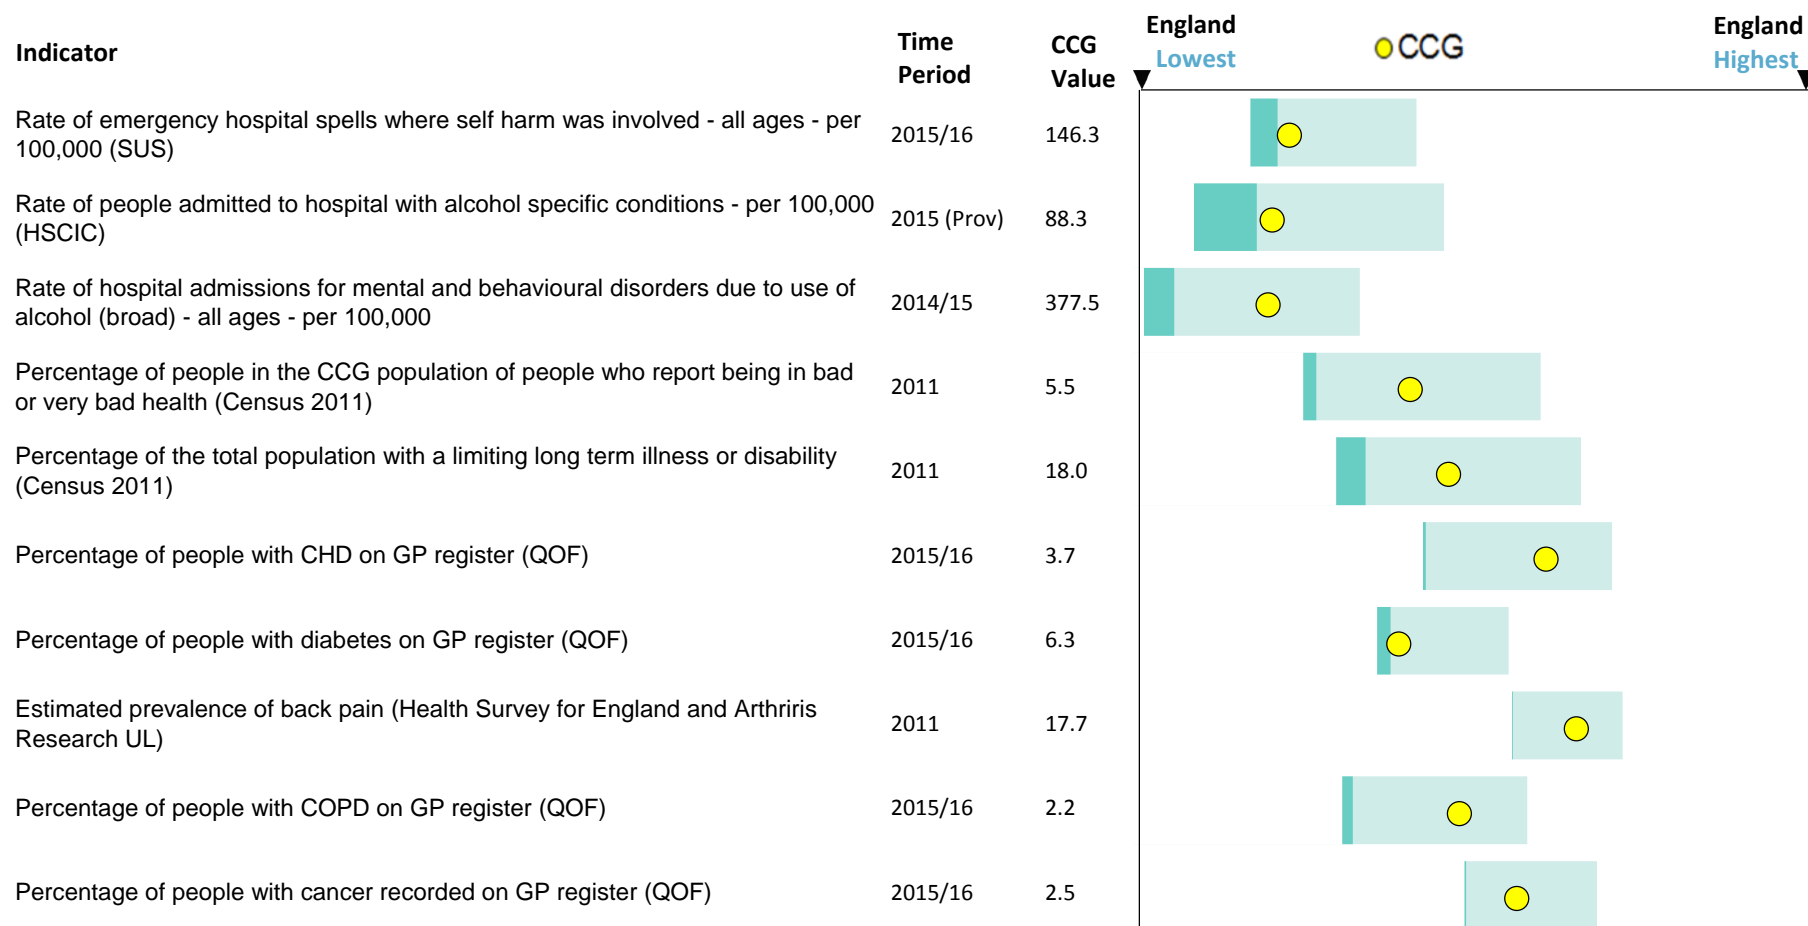 Indicator
Time
Period
CCG
Value
England
Lowest
CCG
England
Highest
Rate of emergency hospital spells where self harm was involved - all ages - per
100,000 (SUS)
2015/16
146.3
Rate of people admitted to hospital with alcohol specific conditions - per 100,000
(HSCIC)
2015 (Prov)
88.3
Rate of hospital admissions for mental and behavioural disorders due to use of
alcohol (broad) - all ages - per 100,000
2014/15
377.5
Percentage of people in the CCG population of people who report being in bad
or very bad health (Census 2011)
2011
5.5
Percentage of the total population with a limiting long term illness or disability
(Census 2011)
2011
18.0
Percentage of people with CHD on GP register (QOF)
2015/16
3.7
Percentage of people with diabetes on GP register (QOF)
2015/16
6.3
Estimated prevalence of back pain (Health Survey for England and Arthriris
Research UL)
2011
17.7
Percentage of people with COPD on GP register (QOF)
2015/16
2.2
Percentage of people with cancer recorded on GP register (QOF)
2015/16
2.5